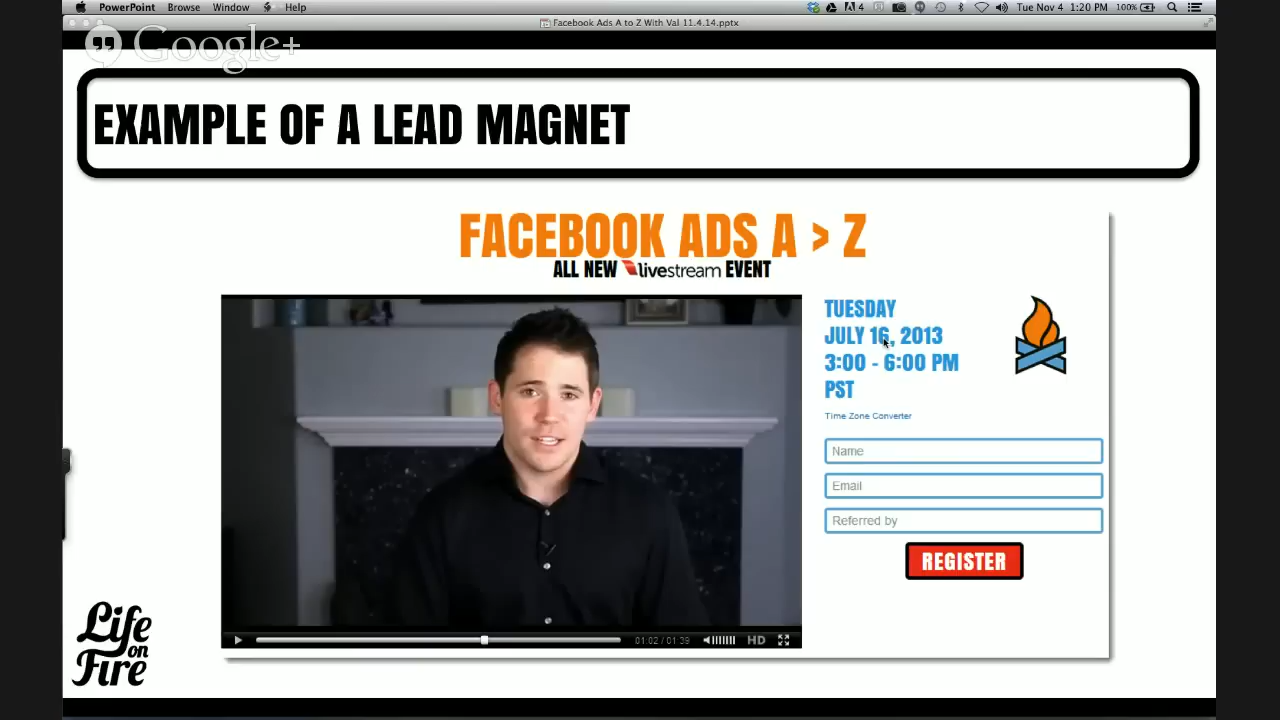 PowerPoint Browse Window Help 4 Tue Nov 4 1:20 PM 100%
Facebook Ads A to Z With Val 11.4.14.pptx
Google+
EXAMPLE OF A LEAD MAGNET
FACEBOOK ADS A > Z
ALL NEW livestream EVENT
TUESDAY
JULY 16, 2013
3:00 - 6:00 PM
PST
Time Zone Converter
Name
Email
Referred by
REGISTER
01:02 / 01:39 HD
Life
on
Fire